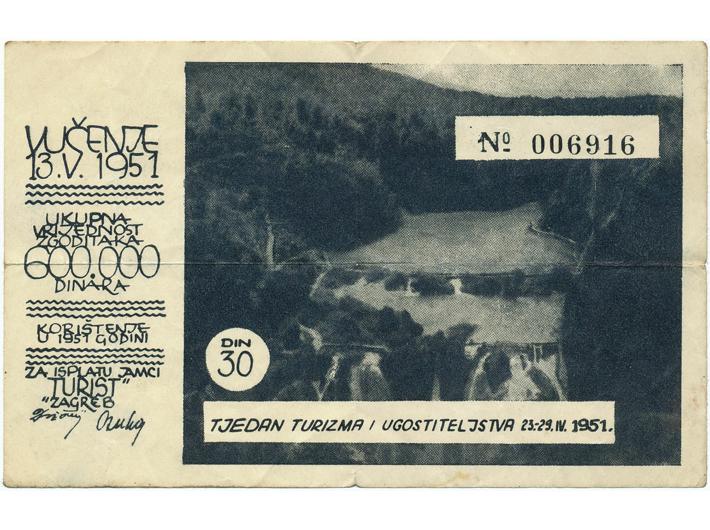 VUČENJE
13.V. 1951
UKUPNA
VRIJEDNOST
ZGODITAKA
600.000
DINARA
KORIŠTENJE
U 1951 GODINI
ZA ISPLATU JAMCI
"TURIST"
ZAGREB
Nº 006916
DIN
30
TJEDAN TURIZMA I UGOSTITELJSTVA 23.-29. IV. 1951.